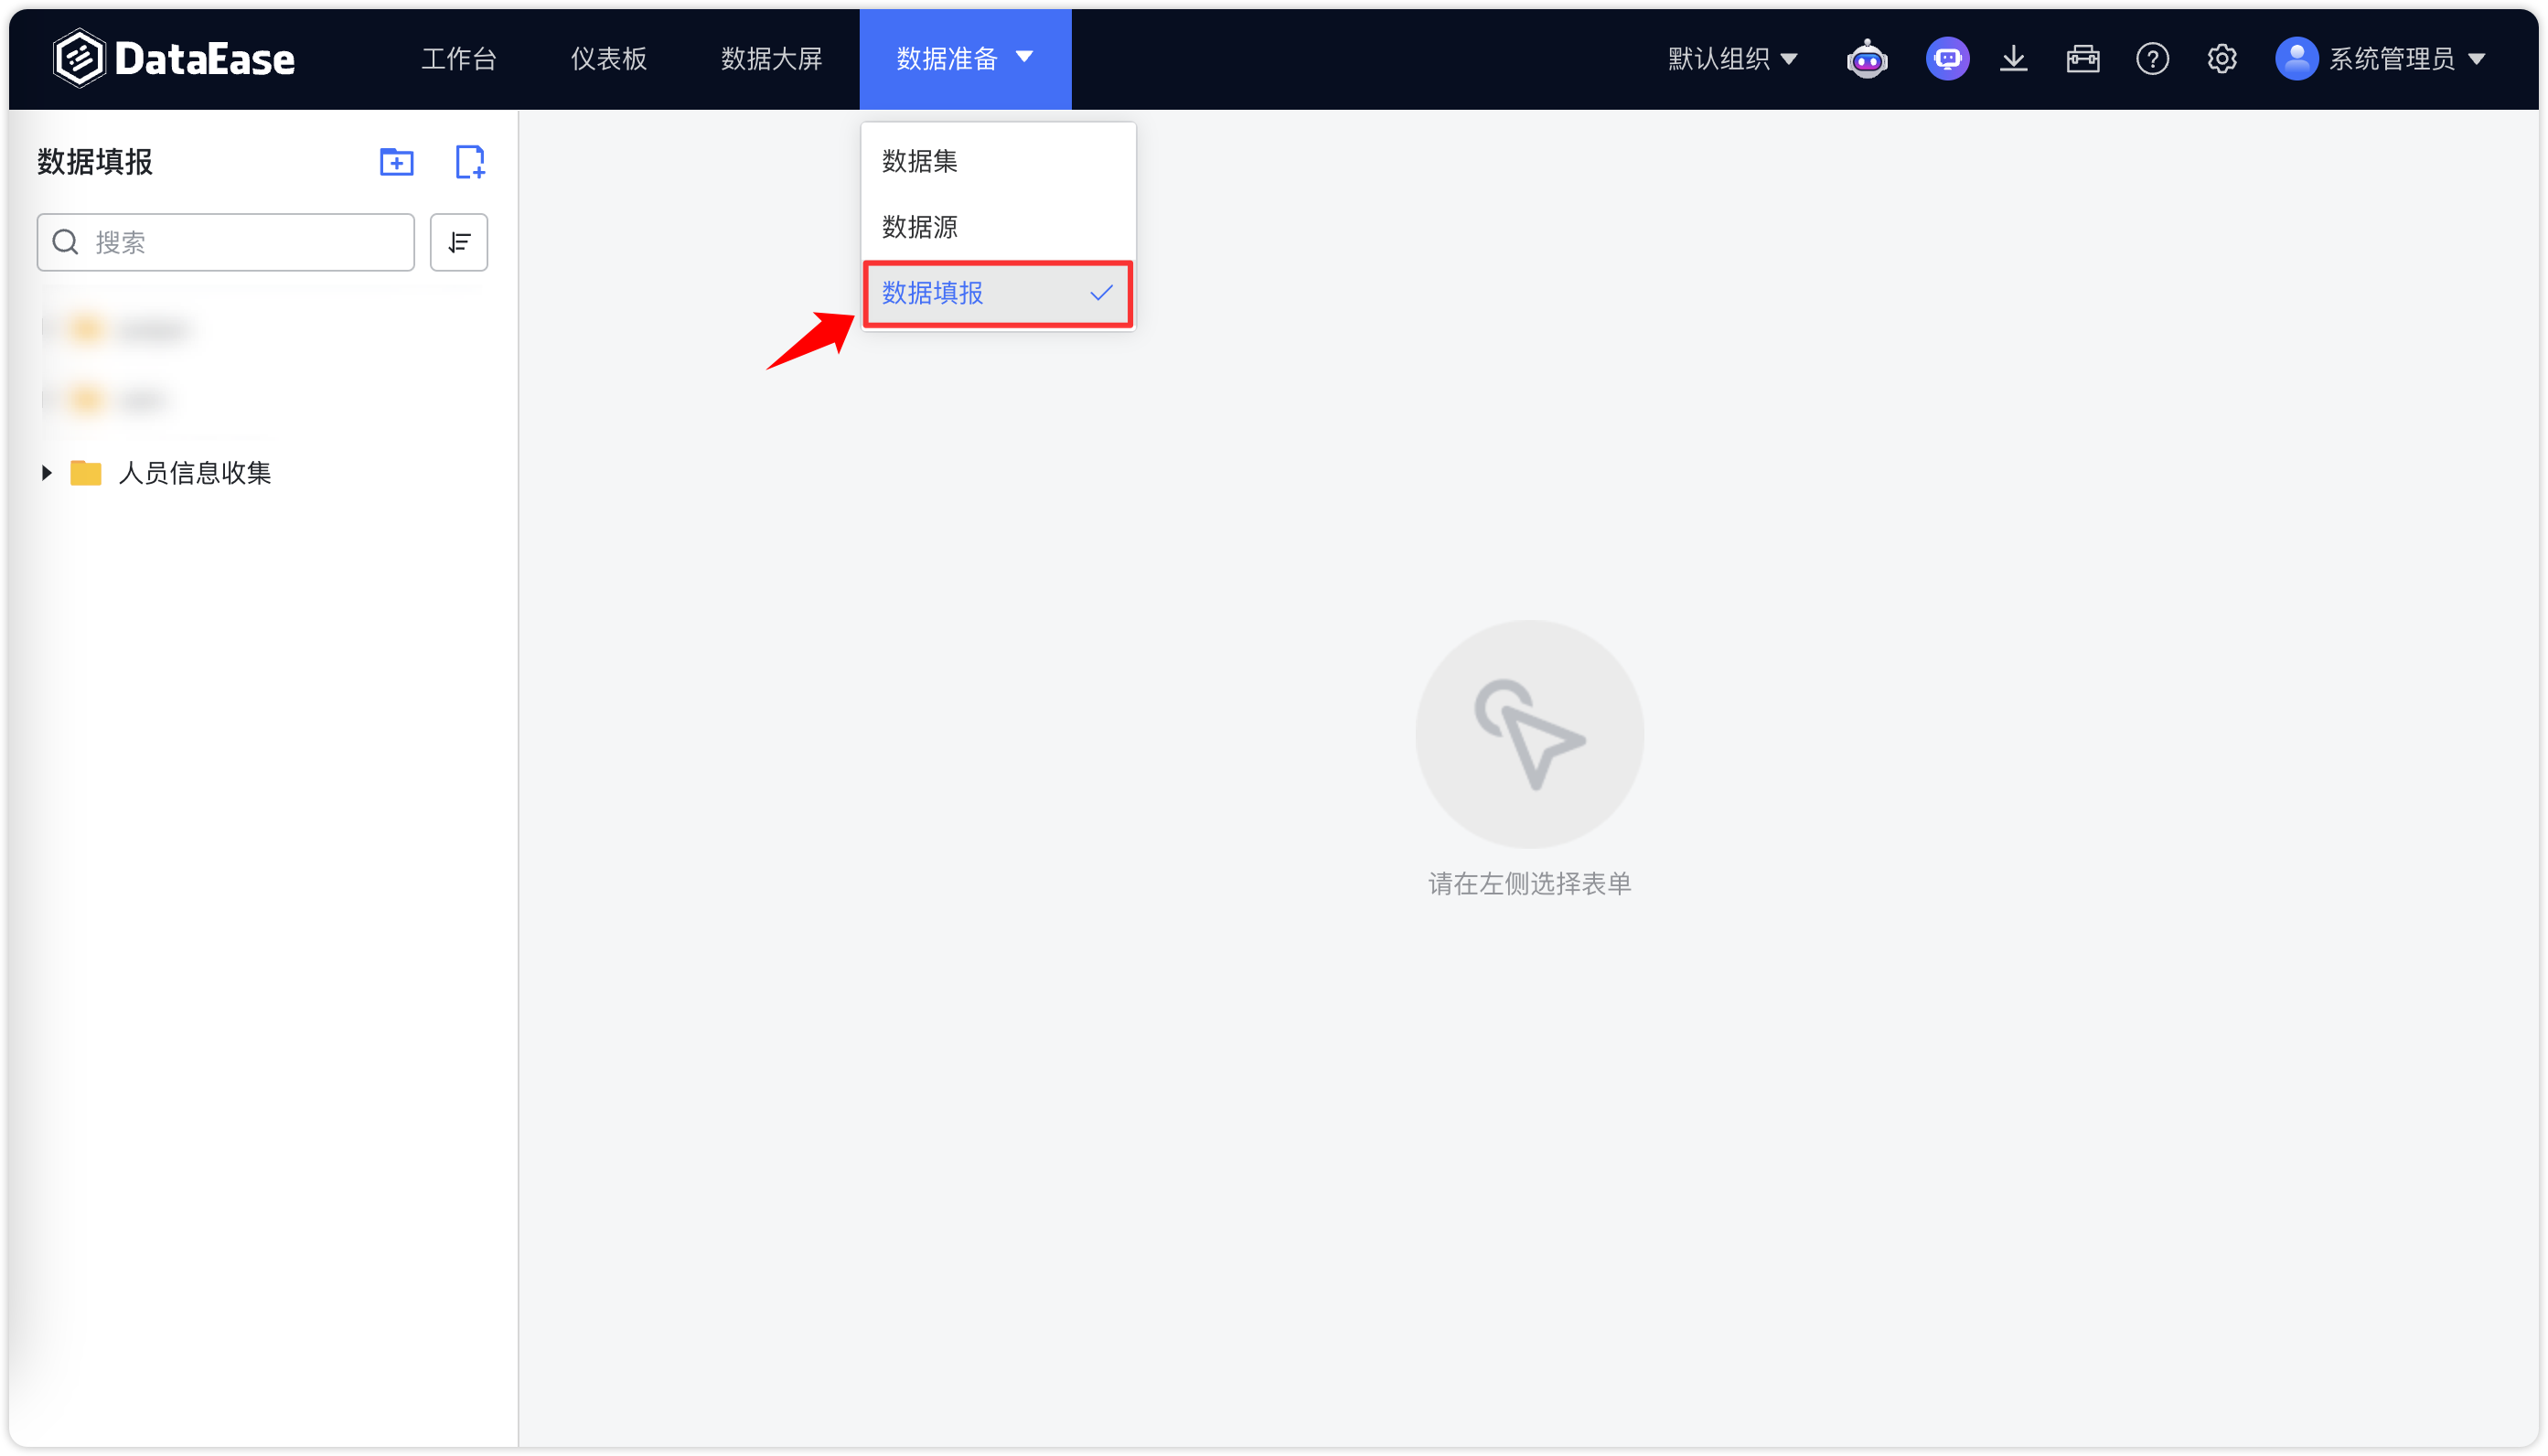 DataEase
工作台
仪表板
数据大屏
数据准备
默认组织
系统管理员
数据填报
搜索
人员信息收集
数据集
数据源
数据填报
请在左侧选择表单